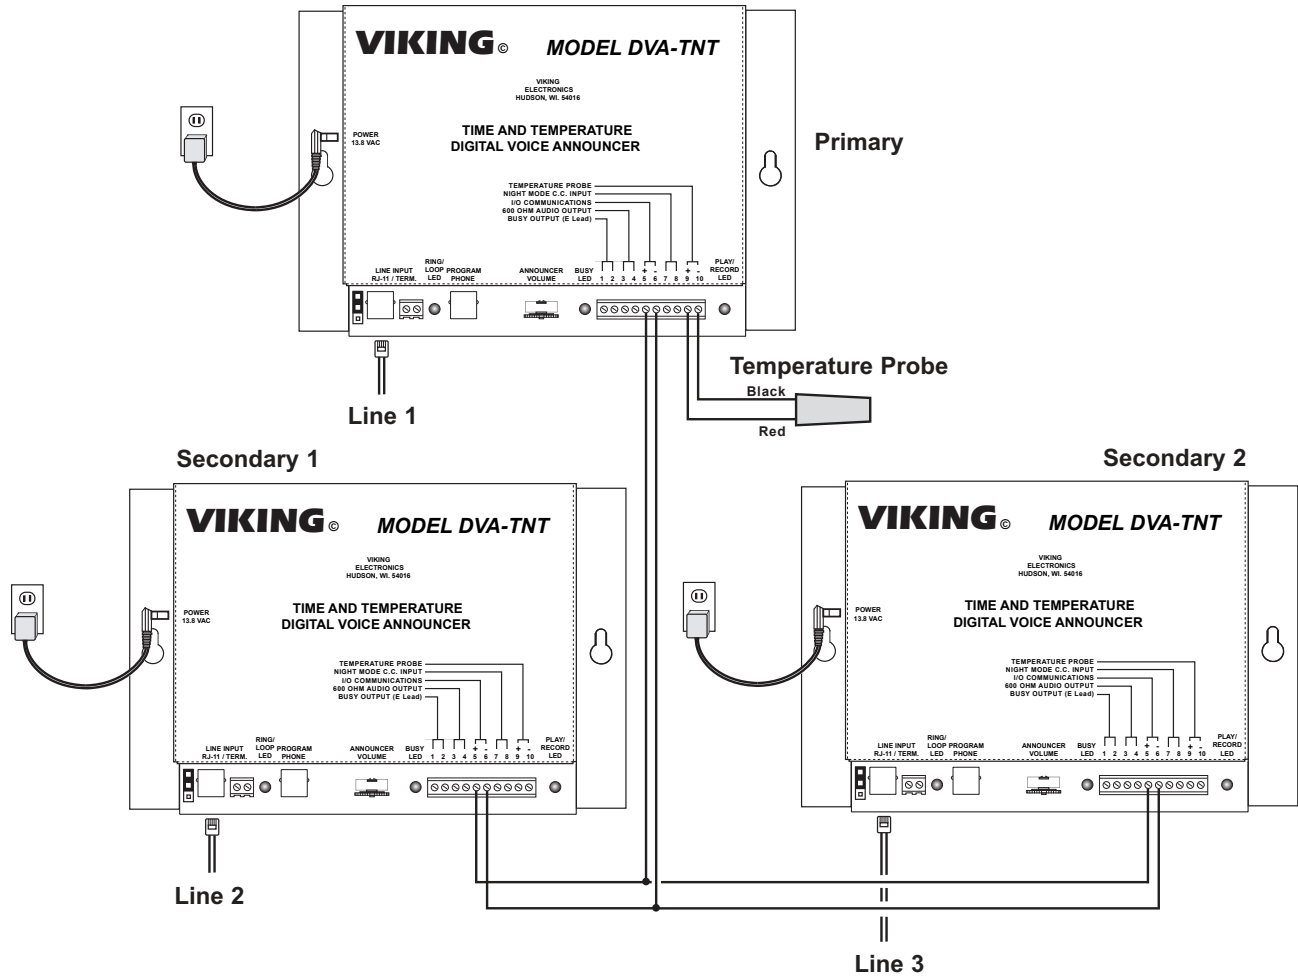 VIKING © MODEL DVA-TNT
VIKING
ELECTRONICS
HUDSON, WI. 54016
POWER
13.8 VAC
TIME AND TEMPERATURE
DIGITAL VOICE ANNOUNCER
Primary
TEMPERATURE PROBE
NIGHT MODE C.C. INPUT
I/O COMMUNICATIONS
600 OHM AUDIO OUTPUT
BUSY OUTPUT (E Lead)
LINE INPUT
RJ-11 / TERM.
RING/
LOOP
LED
PROGRAM
PHONE
ANNOUNCER
VOLUME
BUSY
LED
+ - + -
1 2 3 4 5 6 7 8 9 10
PLAY/
RECORD
LED
Line 1
Temperature Probe
Black
Red
Secondary 1
VIKING © MODEL DVA-TNT
VIKING
ELECTRONICS
HUDSON, WI. 54016
POWER
13.8 VAC
TIME AND TEMPERATURE
DIGITAL VOICE ANNOUNCER
TEMPERATURE PROBE
NIGHT MODE C.C. INPUT
I/O COMMUNICATIONS
600 OHM AUDIO OUTPUT
BUSY OUTPUT (E Lead)
LINE INPUT
RJ-11 / TERM.
RING/
LOOP
LED
PROGRAM
PHONE
ANNOUNCER
VOLUME
BUSY
LED
+ - + -
1 2 3 4 5 6 7 8 9 10
PLAY/
RECORD
LED
Line 2
Secondary 2
VIKING © MODEL DVA-TNT
VIKING
ELECTRONICS
HUDSON, WI. 54016
POWER
13.8 VAC
TIME AND TEMPERATURE
DIGITAL VOICE ANNOUNCER
TEMPERATURE PROBE
NIGHT MODE C.C. INPUT
I/O COMMUNICATIONS
600 OHM AUDIO OUTPUT
BUSY OUTPUT (E Lead)
LINE INPUT
RJ-11 / TERM.
RING/
LOOP
LED
PROGRAM
PHONE
ANNOUNCER
VOLUME
BUSY
LED
+ - + -
1 2 3 4 5 6 7 8 9 10
PLAY/
RECORD
LED
Line 3